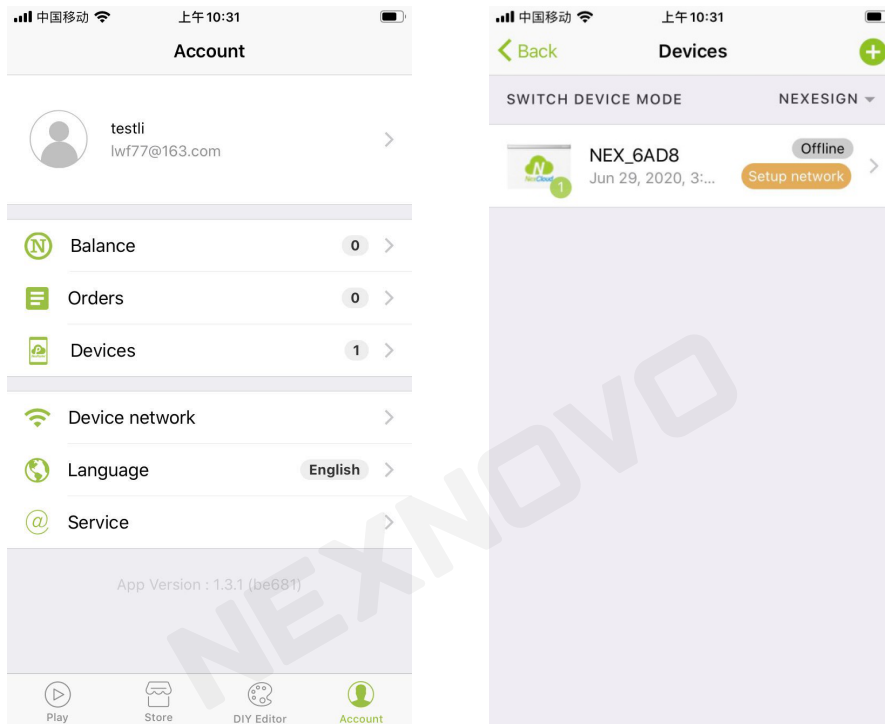 中国移动
上午10:31
Account
testli
lwf77@163.com
N
Balance
0
Orders
0
Devices
1
Device network
Language
English
@
Service
App Version : 1.3.1 (be681)
Play
Store
DIY Editor
Account
中国移动
上午10:31
Back
Devices
SWITCH DEVICE MODE
NEXESIGN
N
NexCloud
1
NEX_6AD8
Jun 29, 2020, 3:...
Offline
Setup network
NEXNOVO